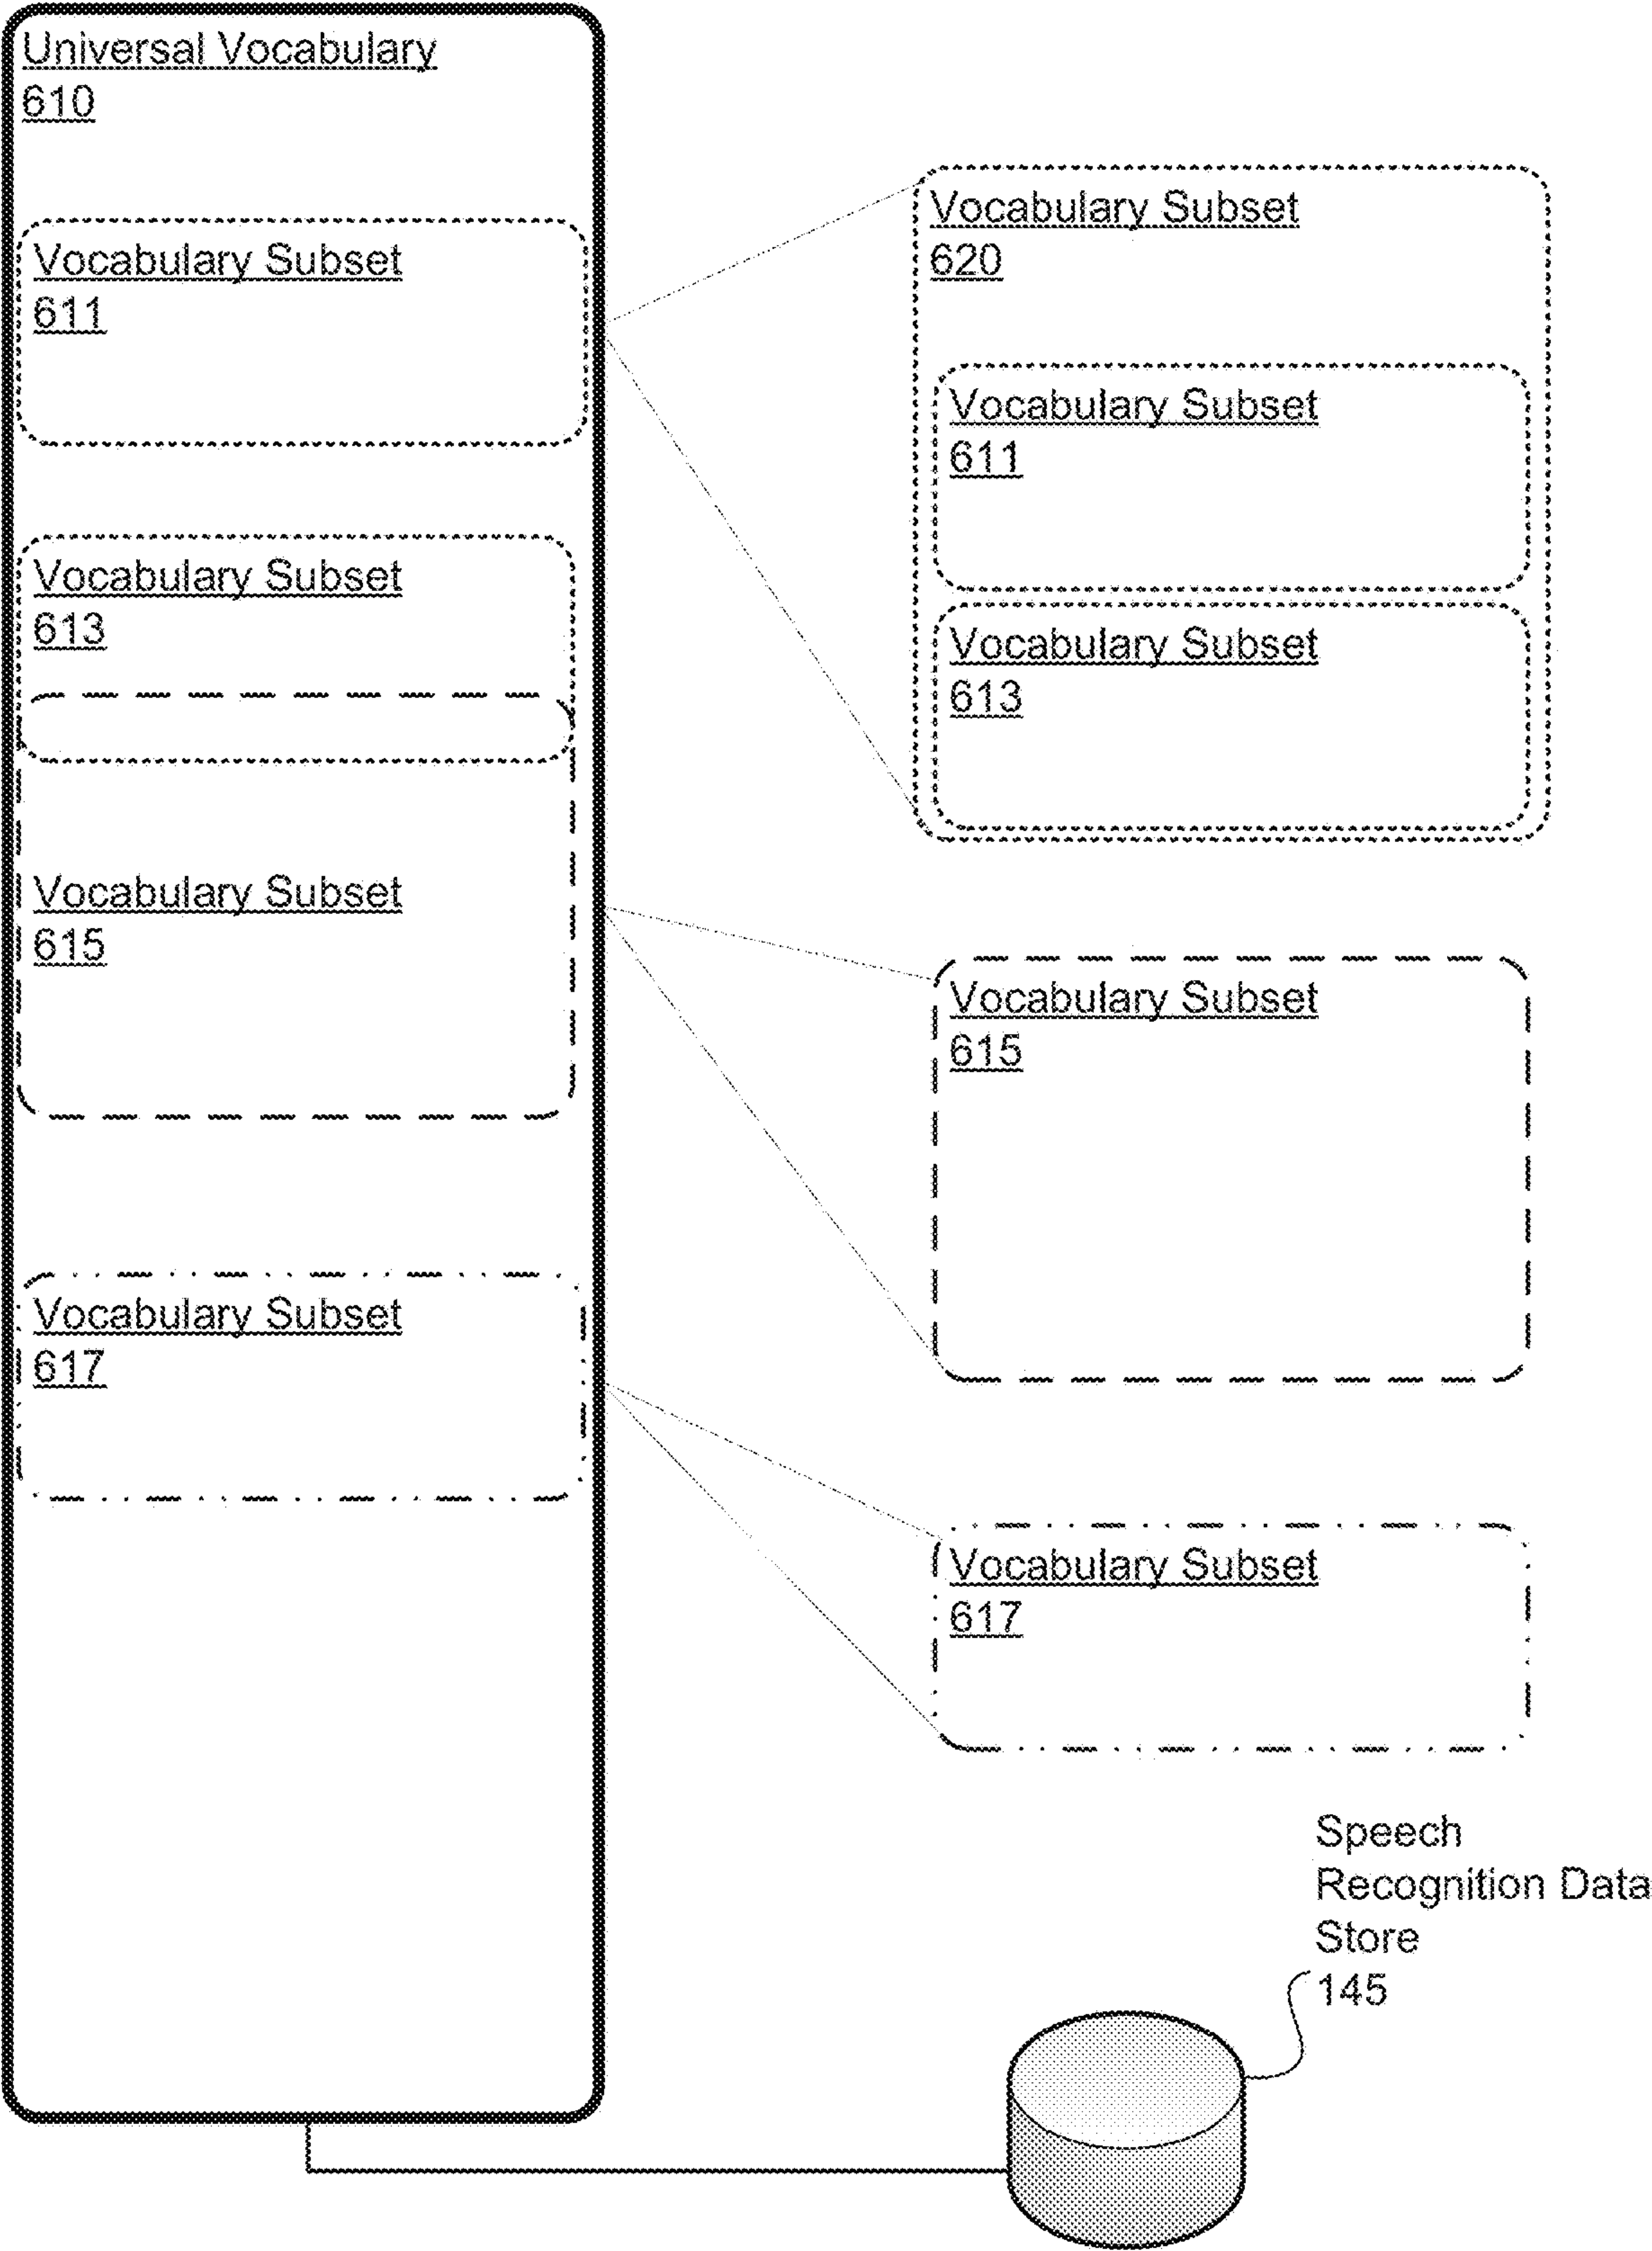 Universal Vocabulary
610
Vocabulary Subset
611
Vocabulary Subset
613
Vocabulary Subset
615
Vocabulary Subset
617
Vocabulary Subset
620
Vocabulary Subset
611
Vocabulary Subset
613
Vocabulary Subset
615
Vocabulary Subset
617
Speech
Recognition Data
Store
145